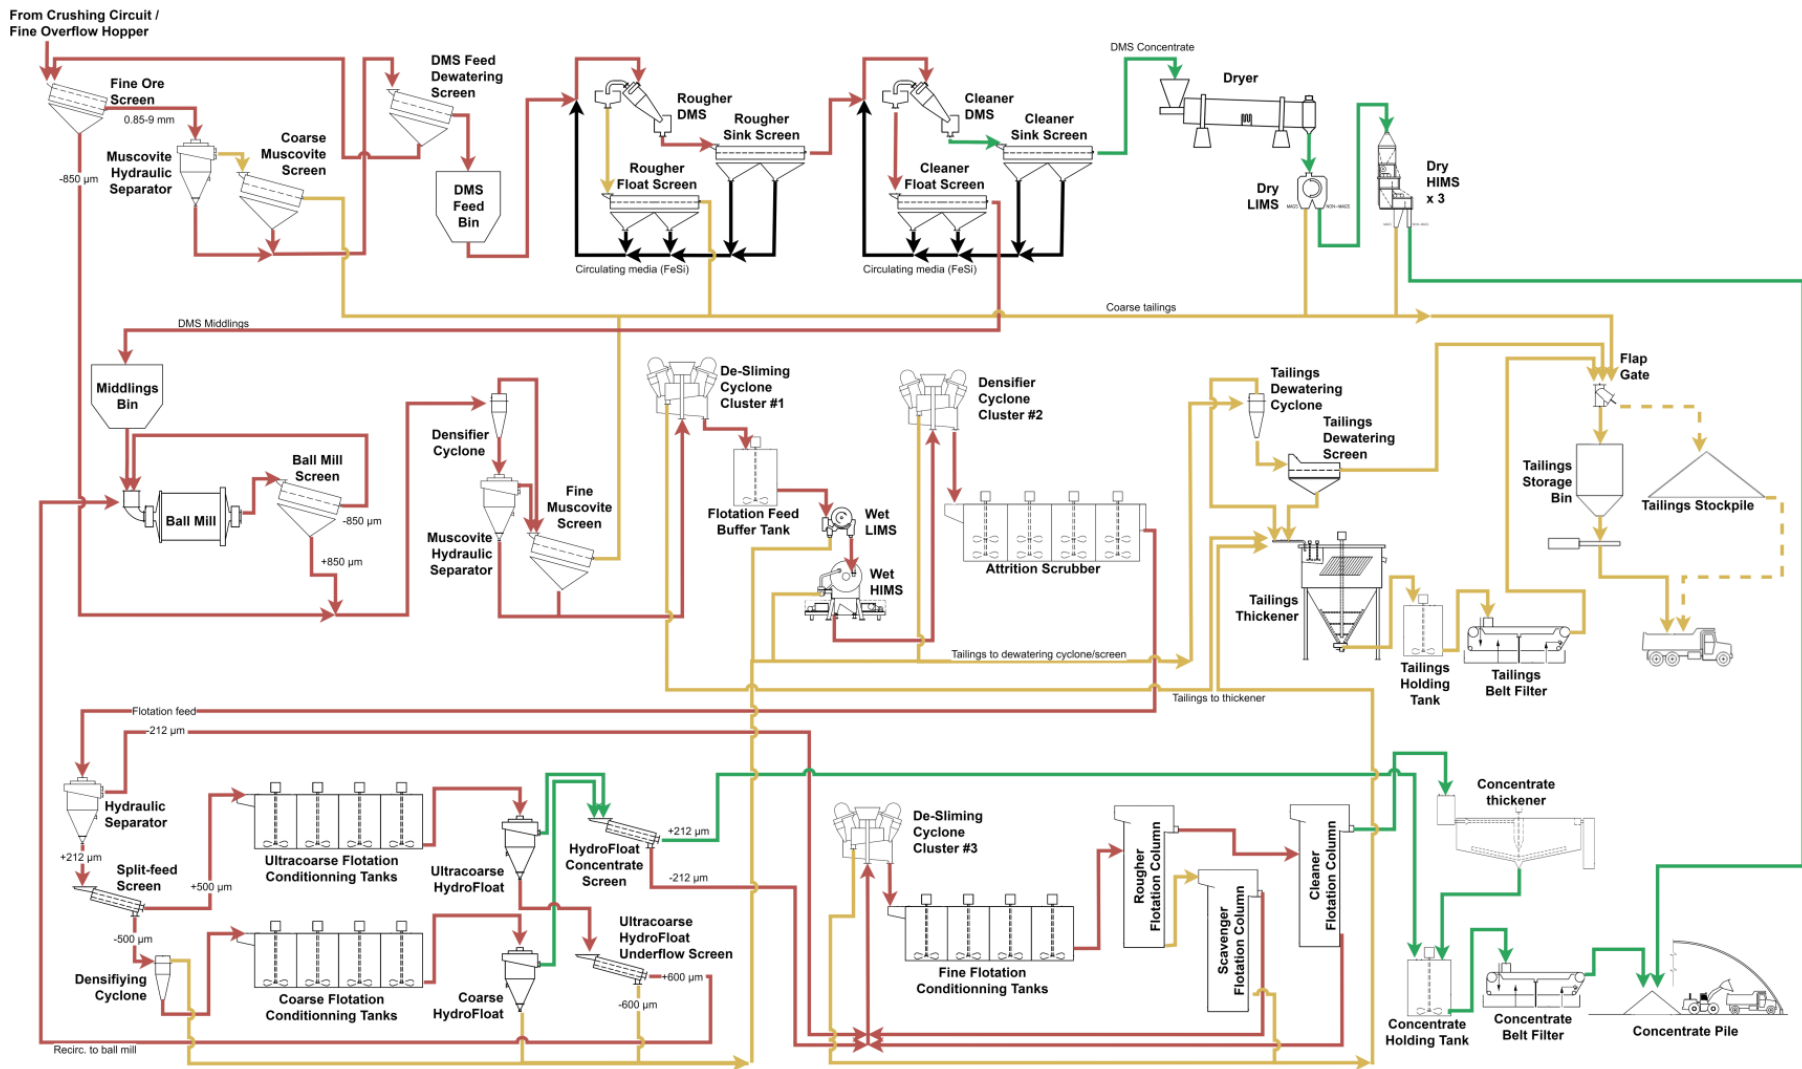 From Crushing Circuit /
Fine Overflow Hopper
Fine Ore
Screen
0.85-9 mm
-850 µm
Muscovite
Hydraulic
Separator
Coarse
Muscovite
Screen
DMS Feed
Dewatering
Screen
DMS
Feed
Bin
Rougher
DMS
Rougher
Sink Screen
Rougher
Float Screen
Circulating media (FeSi)
Cleaner
DMS
Cleaner
Sink Screen
Cleaner
Float Screen
Circulating media (FeSi)
DMS Concentrate
Dryer
Dry
LIMS
MAGS
NON-MAGS
Dry
HIMS
x 3
Coarse tailings
DMS Middlings
Middlings
Bin
Ball Mill
Ball Mill
Screen
-850 µm
+850 µm
Densifier
Cyclone
Muscovite
Hydraulic
Separator
Fine
Muscovite
Screen
De-Sliming
Cyclone
Cluster #1
Flotation Feed
Buffer Tank
Wet
LIMS
Wet
HIMS
Densifier
Cyclone
Cluster #2
Attrition Scrubber
Tailings
Dewatering
Cyclone
Tailings
Dewatering
Screen
Flap
Gate
Tailings
Storage
Bin
Tailings Stockpile
Tailings
Thickener
Tailings
Holding
Tank
Tailings
Belt Filter
Tailings to dewatering cyclone/screen
Tailings to thickener
Flotation feed
-212 µm
Hydraulic
Separator
+212 µm
Split-feed
Screen
+500 µm
-500 µm
Densifiying
Cyclone
Ultracoarse Flotation
Conditionning Tanks
Coarse Flotation
Conditionning Tanks
Ultracoarse
HydroFloat
Coarse
HydroFloat
HydroFloat
Concentrate
Screen
+212 µm
-212 µm
Ultracoarse
HydroFloat
Underflow Screen
+600 µm
-600 µm
Recirc. to ball mill
De-Sliming
Cyclone
Cluster #3
Fine Flotation
Conditionning Tanks
Rougher
Flotation Column
Scavenger
Flotation Column
Cleaner
Flotation Column
Concentrate
thickener
Concentrate
Holding Tank
Concentrate
Belt Filter
Concentrate Pile